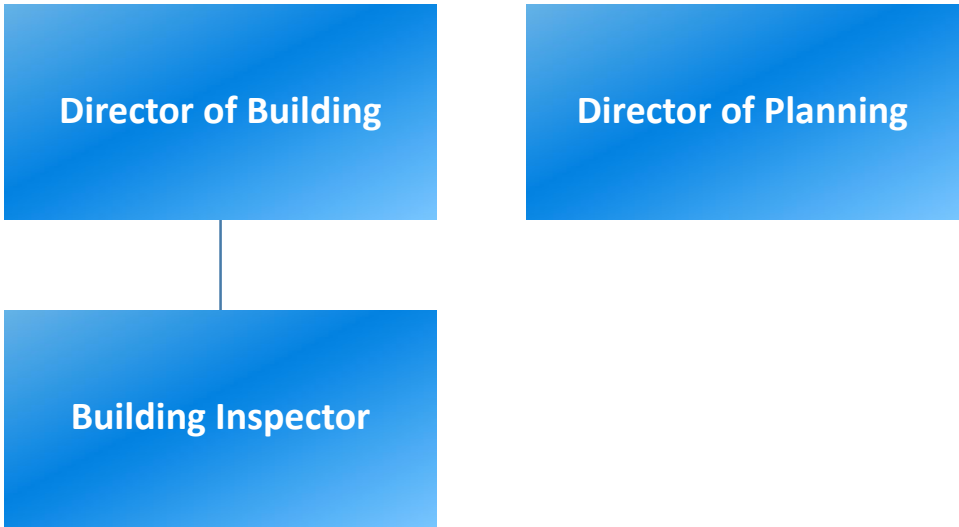 Director of Building
Director of Planning
Building Inspector